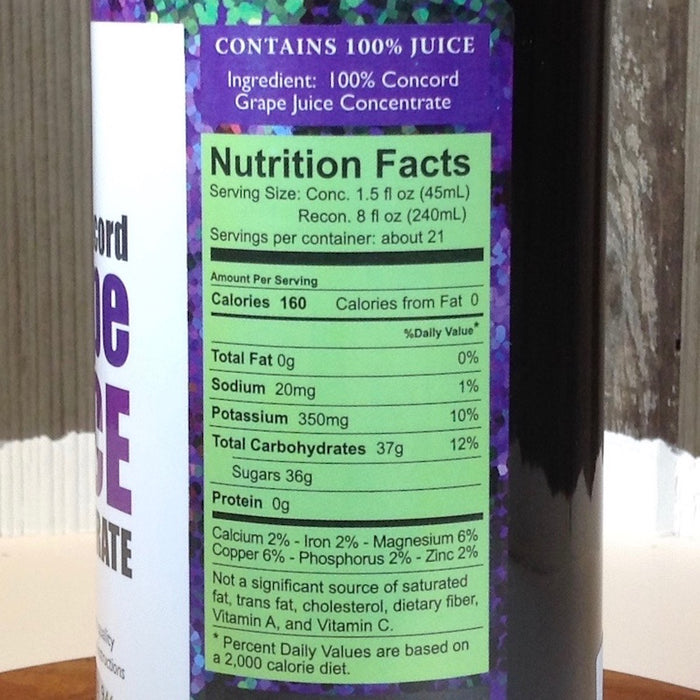 CONTAINS 100% JUICE
Ingredient: 100% Concord
Grape Juice Concentrate
Nutrition Facts
Serving Size: Conc. 1.5 fl oz (45mL)
Recon. 8 fl oz (240mL)
Servings per container: about 21
Amount Per Serving
Calories 160 Calories from Fat 0
%Daily Value*
Total Fat 0g 0%
Sodium 20mg 1%
Potassium 350mg 10%
Total Carbohydrates 37g 12%
Sugars 36g
Protein 0g
Calcium 2% - Iron 2% - Magnesium 6%
Copper 6% - Phosphorus 2% - Zinc 2%
Not a significant source of saturated
fat, trans fat, cholesterol, dietary fiber,
Vitamin A, and Vitamin C.
* Percent Daily Values are based on
a 2,000 calorie diet.